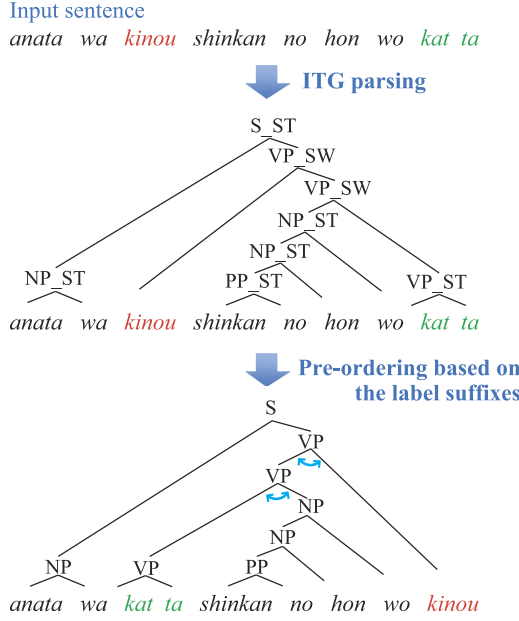 Input sentence
anata wa kinou shinkan no hon wo kat ta
ITG parsing
S_ST
VP_SW
VP_SW
NP_ST
NP_ST
NP_ST PP_ST VP_ST
anata wa kinou shinkan no hon wo kat ta
Pre-ordering based on
the label suffixes
S
VP
VP
NP
NP
NP VP PP
anata wa kat ta shinkan no hon wo kinou